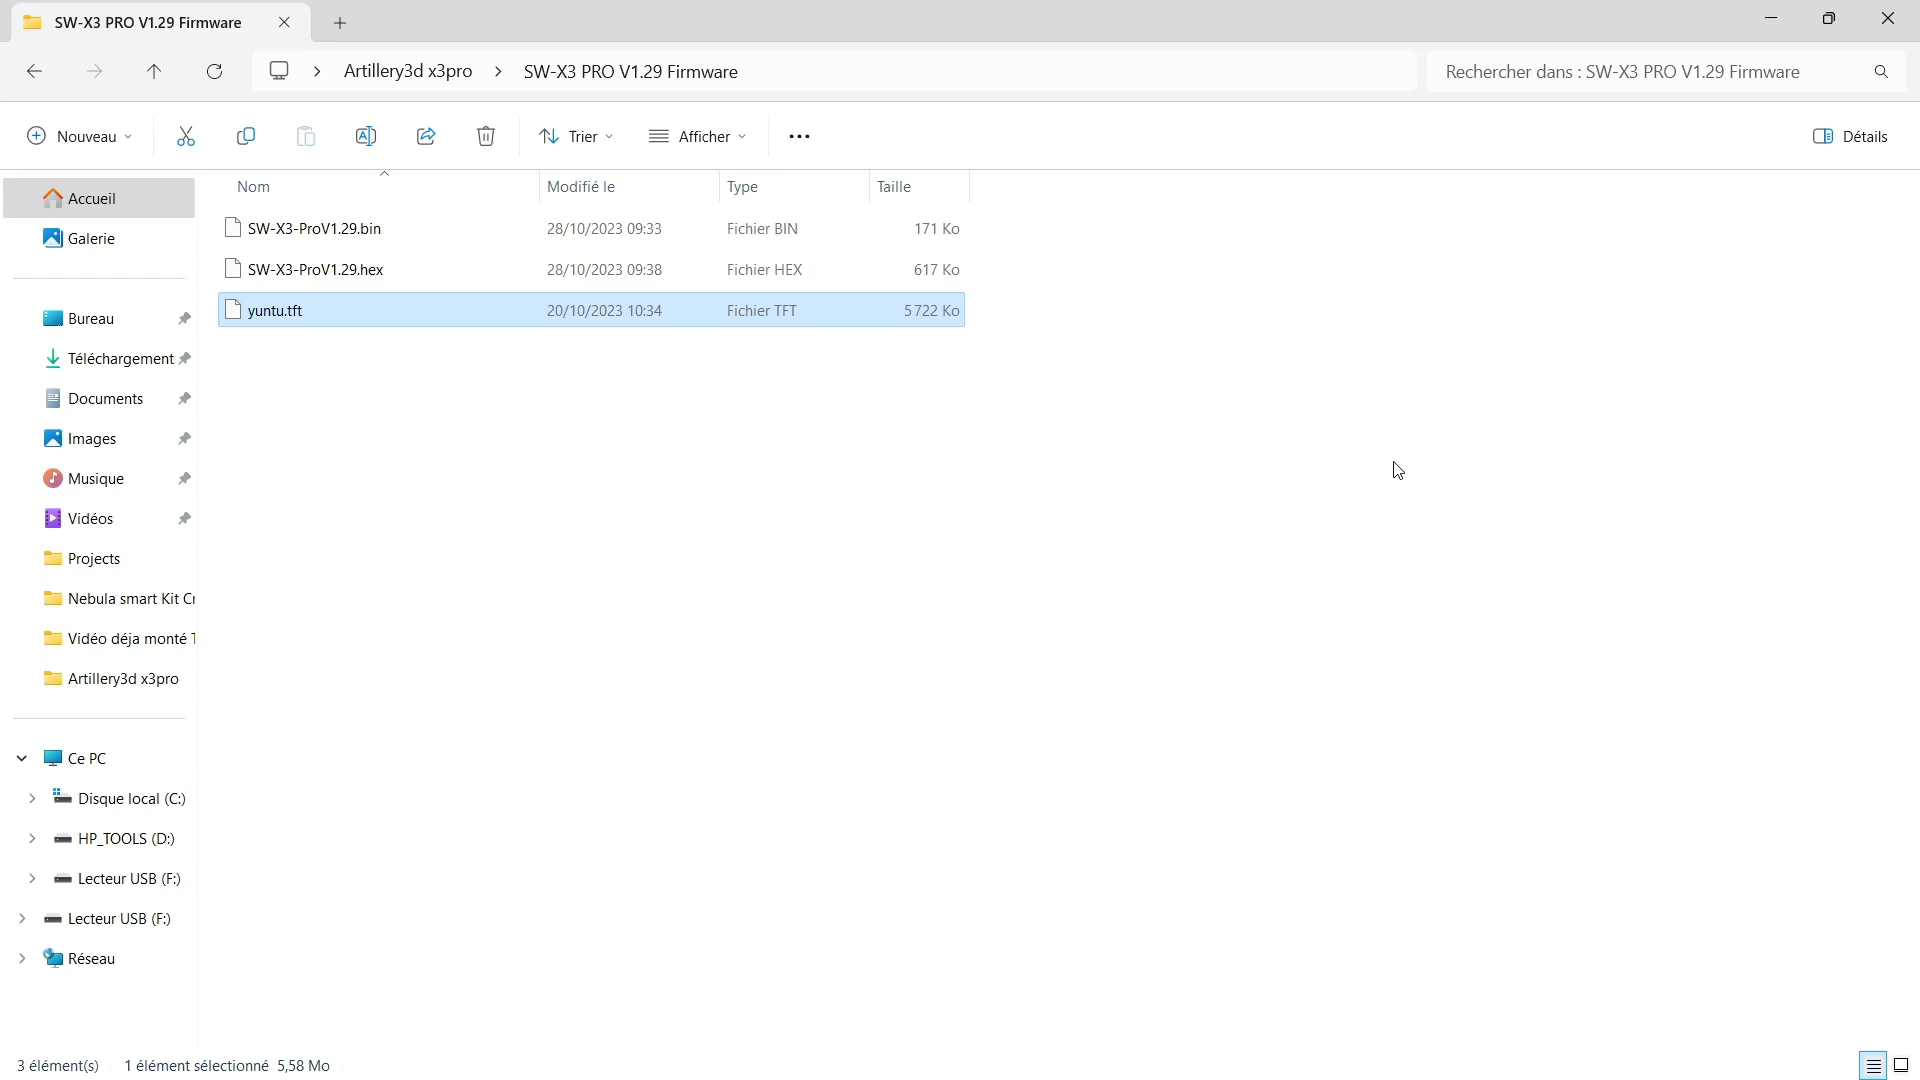 SW-X3 PRO V1.29 Firmware
Artillery3d x3pro > SW-X3 PRO V1.29 Firmware
Rechercher dans : SW-X3 PRO V1.29 Firmware
Nouveau
Trier
Afficher
Détails
Nom Modifié le Type Taille
SW-X3-ProV1.29.bin 28/10/2023 09:33 Fichier BIN 171 Ko
SW-X3-ProV1.29.hex 28/10/2023 09:38 Fichier HEX 617 Ko
yuntu.tft 20/10/2023 10:34 Fichier TFT 5 722 Ko
Accueil
Galerie
Bureau
Téléchargement
Documents
Images
Musique
Vidéos
Projects
Nebula smart Kit Cr
Vidéo déja monté T
Artillery3d x3pro
Ce PC
Disque local (C:)
HP_TOOLS (D:)
Lecteur USB (F:)
Lecteur USB (F:)
Réseau
3 élément(s) 1 élément sélectionné 5,58 Mo